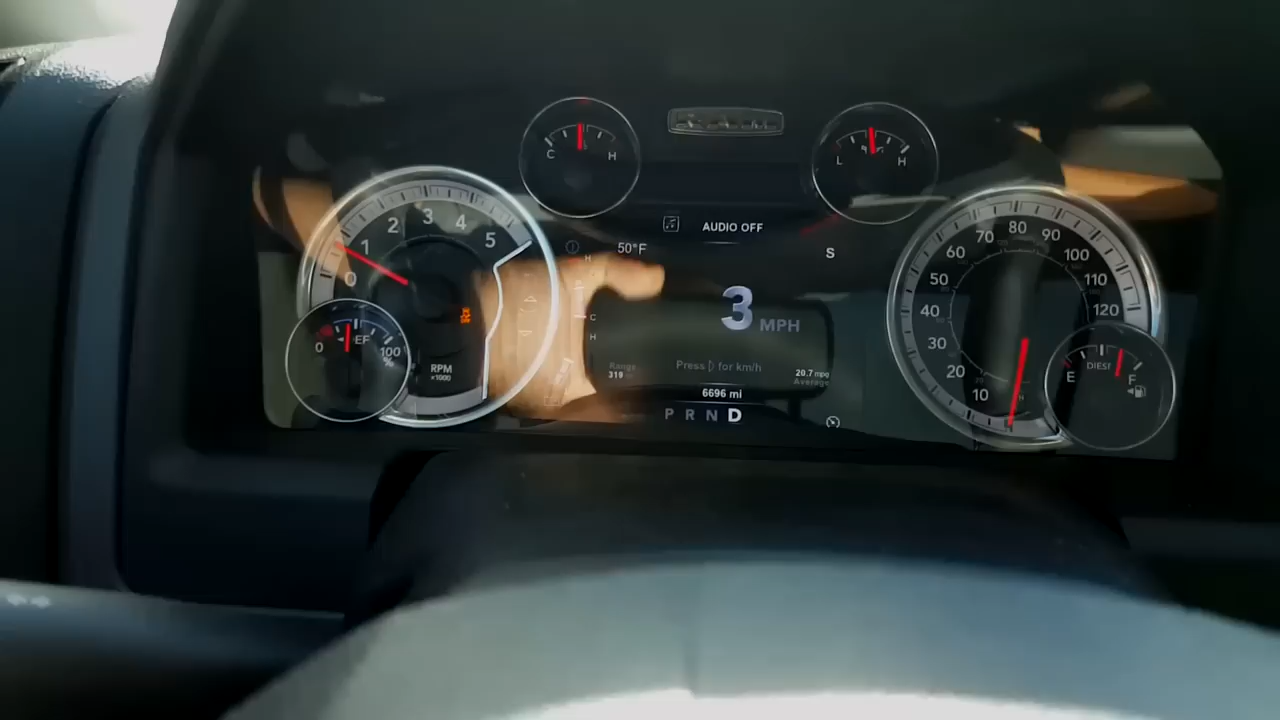 C H
L H
AUDIO OFF
50°F
S
0 1 2 3 4 5
RPM
x1000
0 DEF 100
%
H
C
H
3 MPH
Range
319
Press ▷ for km/h
20.7 mpg
Average
6696 mi
P R N D
10 20 30 40 50 60 70 80 90 100 110 120
E DIESEL F